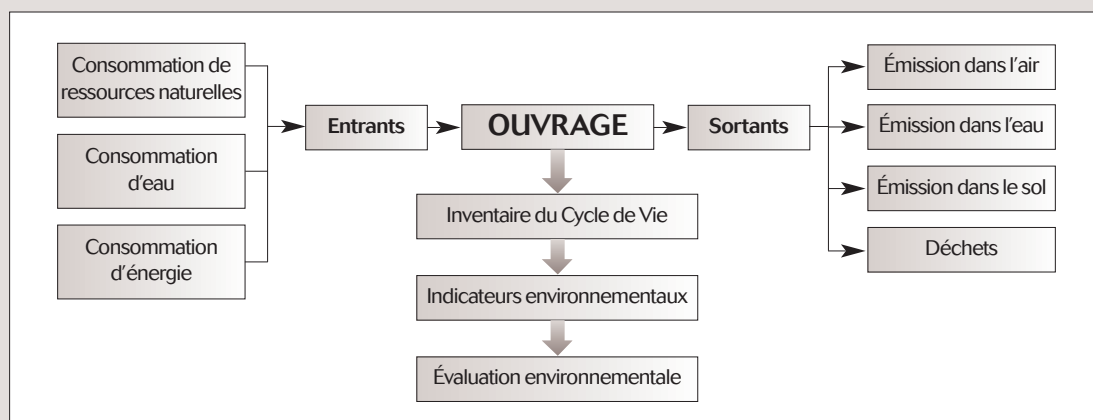 Consommation de
ressources naturelles
Consommation
d'eau
Consommation
d'énergie
Entrants
OUVRAGE
Sortants
Émission dans l'air
Émission dans l'eau
Émission dans le sol
Déchets
Inventaire du Cycle de Vie
Indicateurs environnementaux
Évaluation environnementale